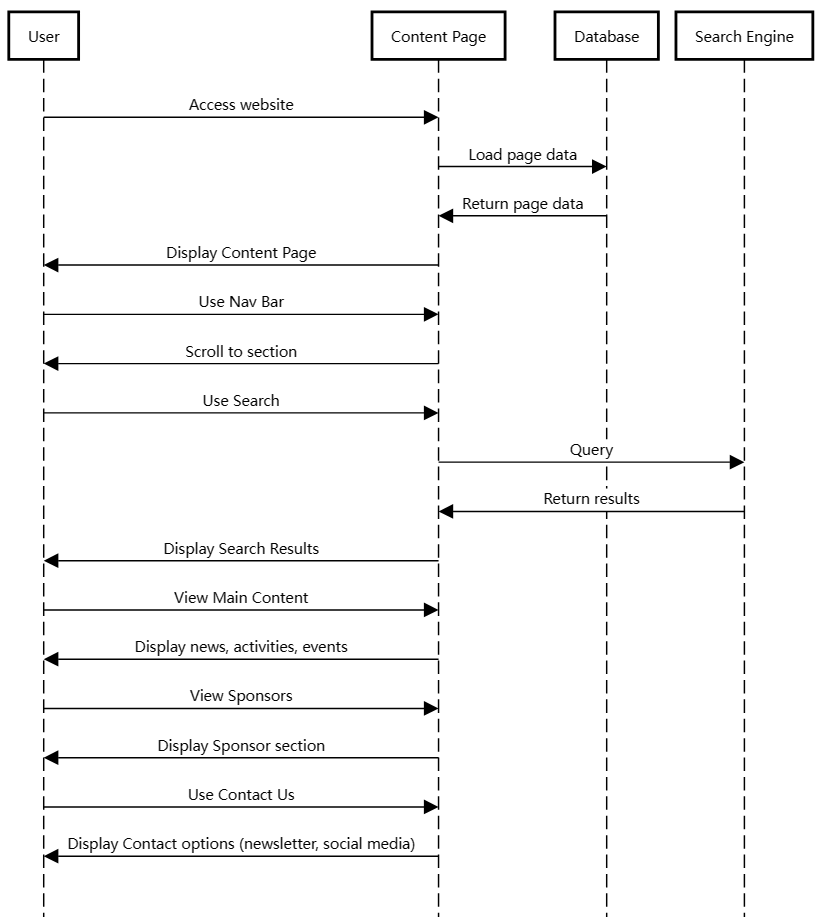 User
Content Page
Database
Search Engine
Access website
Load page data
Return page data
Display Content Page
Use Nav Bar
Scroll to section
Use Search
Query
Return results
Display Search Results
View Main Content
Display news, activities, events
View Sponsors
Display Sponsor section
Use Contact Us
Display Contact options (newsletter, social media)